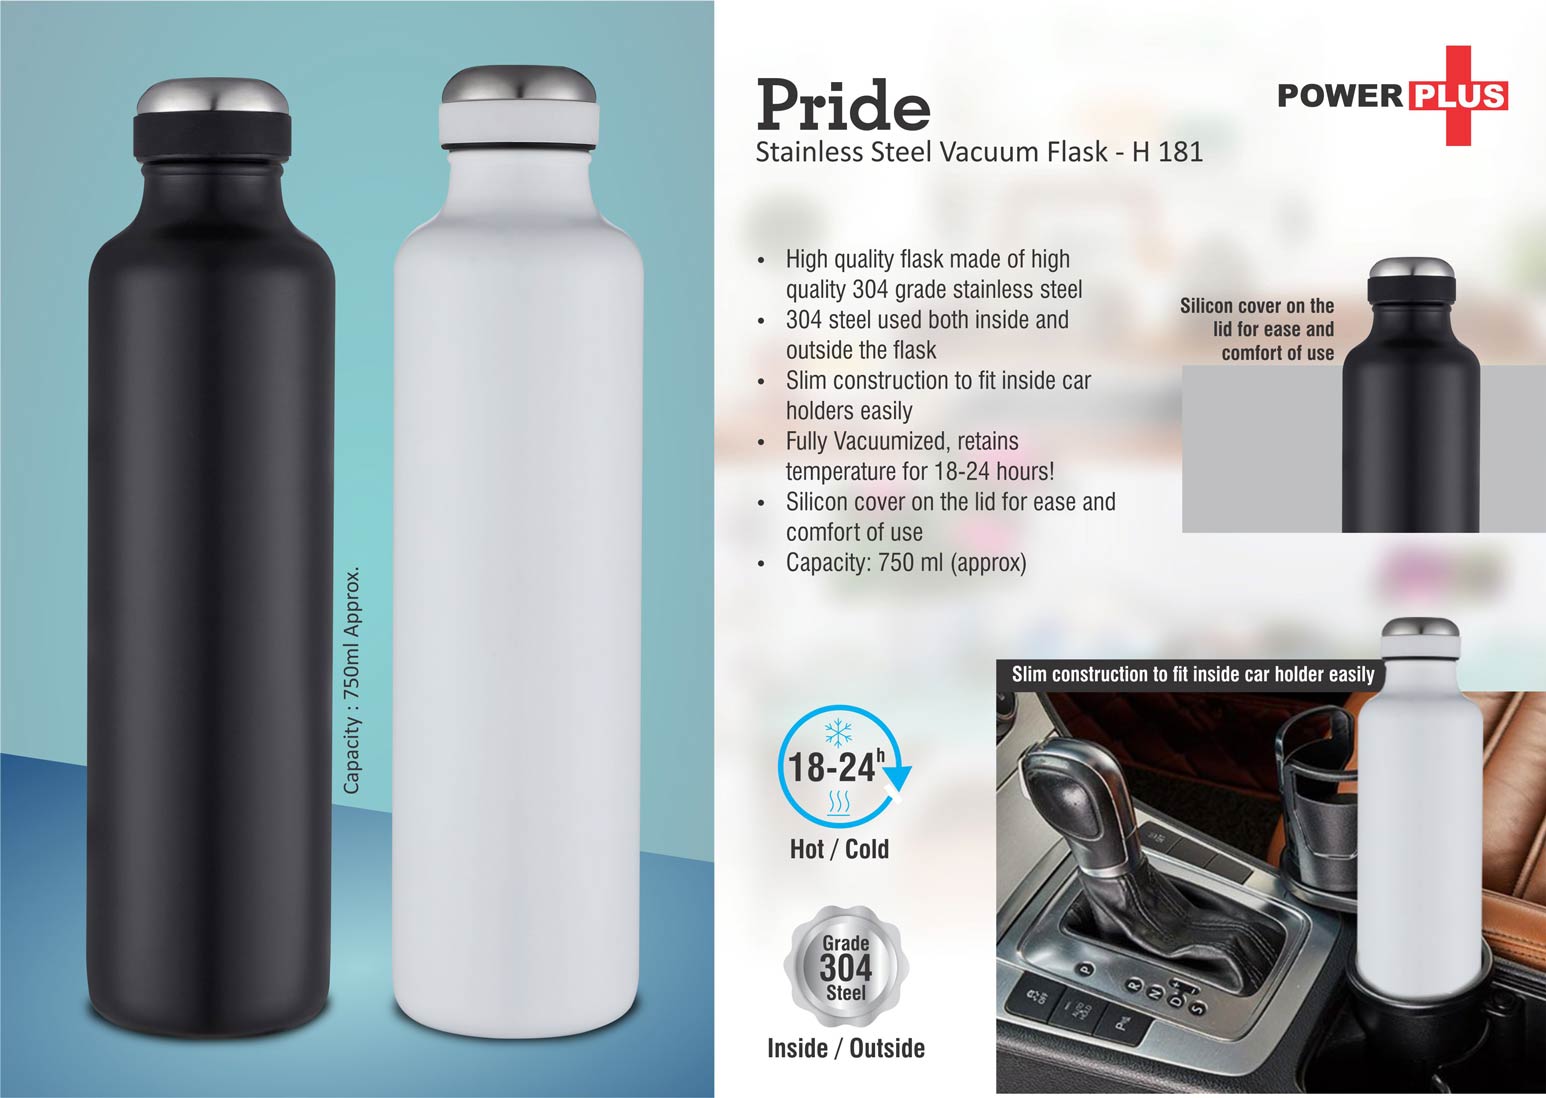 Pride
Stainless Steel Vacuum Flask - H 181
POWER PLUS
• High quality flask made of high
quality 304 grade stainless steel
• 304 steel used both inside and
outside the flask
• Slim construction to fit inside car
holders easily
• Fully Vacuumized, retains
temperature for 18-24 hours!
• Silicon cover on the lid for ease and
comfort of use
• Capacity: 750 ml (approx)
Silicon cover on the
lid for ease and
comfort of use
Capacity : 750ml Approx.
18-24h
Hot / Cold
Grade
304
Steel
Inside / Outside
Slim construction to fit inside car holder easily
P
R
N
D
S
OFF
AUTO
HOLD
P